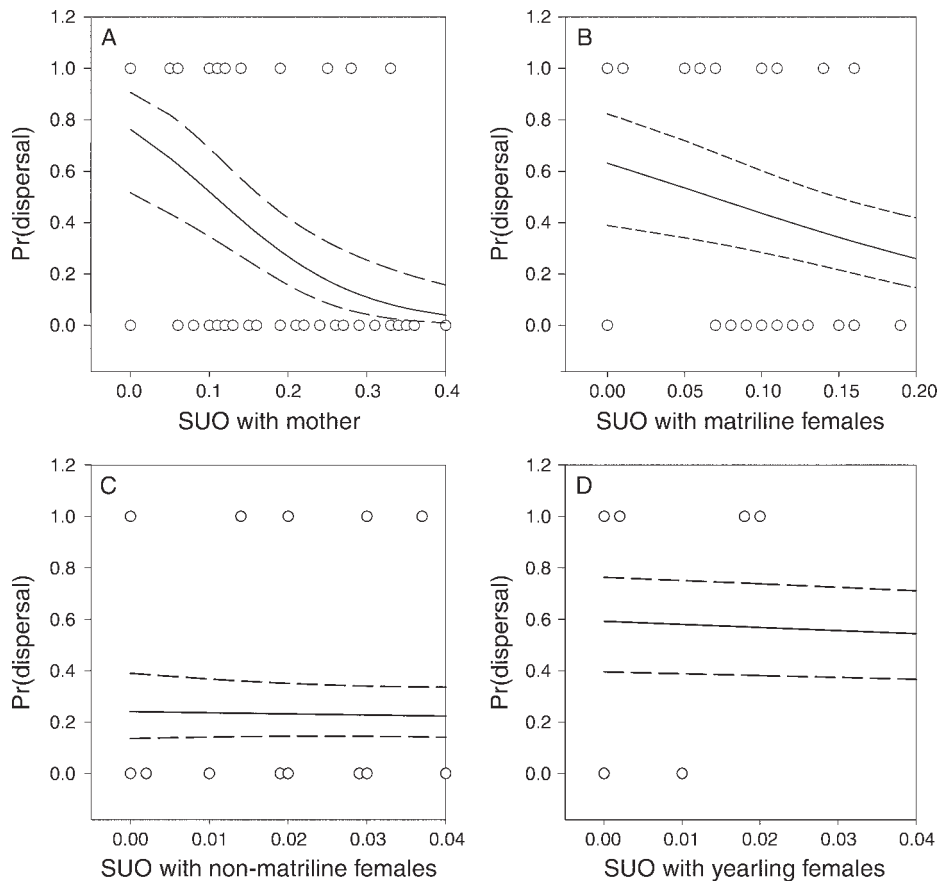 A
Pr(dispersal)
1.2
1.0
0.8
0.6
0.4
0.2
0.0
0.0 0.1 0.2 0.3 0.4
SUO with mother
B
Pr(dispersal)
1.2
1.0
0.8
0.6
0.4
0.2
0.0
0.00 0.05 0.10 0.15 0.20
SUO with matriline females
C
Pr(dispersal)
1.2
1.0
0.8
0.6
0.4
0.2
0.0
0.00 0.01 0.02 0.03 0.04
SUO with non-matriline females
D
Pr(dispersal)
1.2
1.0
0.8
0.6
0.4
0.2
0.0
0.00 0.01 0.02 0.03 0.04
SUO with yearling females